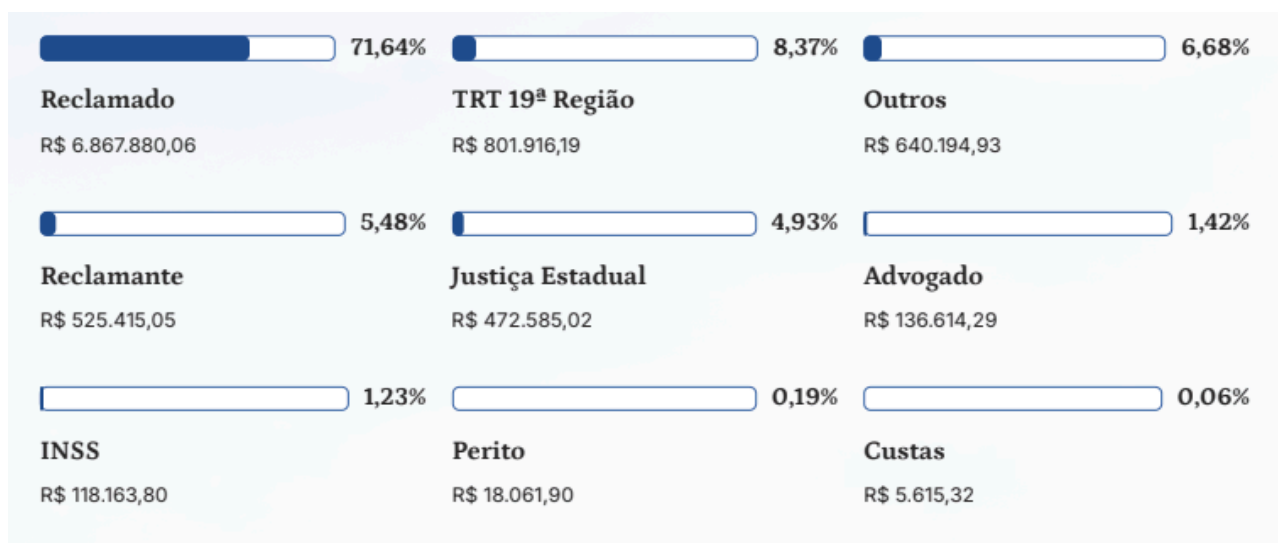 71,64%
Reclamado
R$ 6.867.880,06
8,37%
TRT 19ª Região
R$ 801.916,19
6,68%
Outros
R$ 640.194,93
5,48%
Reclamante
R$ 525.415,05
4,93%
Justiça Estadual
R$ 472.585,02
1,42%
Advogado
R$ 136.614,29
1,23%
INSS
R$ 118.163,80
0,19%
Perito
R$ 18.061,90
0,06%
Custas
R$ 5.615,32